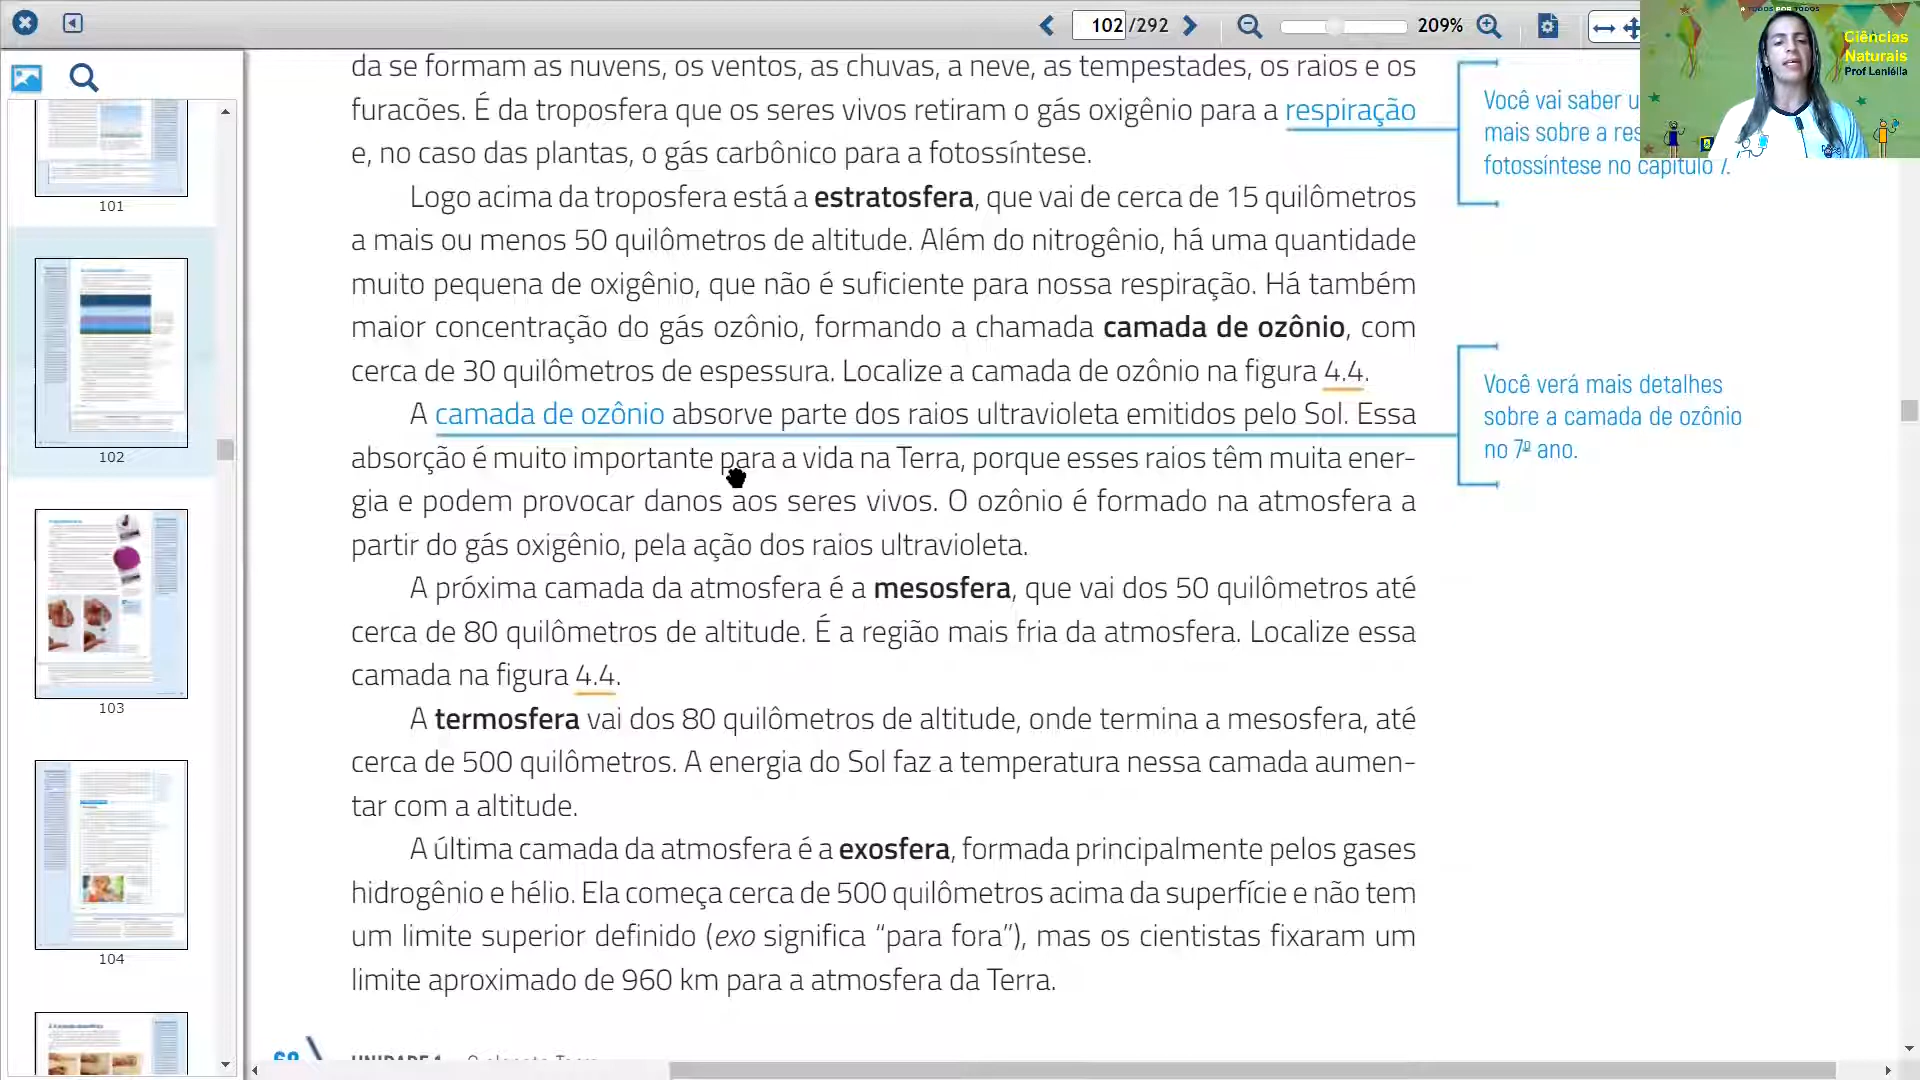 102 /292
209%
TODOS POR TODOS
Ciências
Naturais
Prof Leniélia
101
102
103
104
da se formam as nuvens, os ventos, as chuvas, a neve, as tempestades, os raios e os
furacões. É da troposfera que os seres vivos retiram o gás oxigênio para a respiração
e, no caso das plantas, o gás carbônico para a fotossíntese.
Logo acima da troposfera está a estratosfera, que vai de cerca de 15 quilômetros
a mais ou menos 50 quilômetros de altitude. Além do nitrogênio, há uma quantidade
muito pequena de oxigênio, que não é suficiente para nossa respiração. Há também
maior concentração do gás ozônio, formando a chamada camada de ozônio, com
cerca de 30 quilômetros de espessura. Localize a camada de ozônio na figura 4.4.
A camada de ozônio absorve parte dos raios ultravioleta emitidos pelo Sol. Essa
absorção é muito importante para a vida na Terra, porque esses raios têm muita ener-
gia e podem provocar danos aos seres vivos. O ozônio é formado na atmosfera a
partir do gás oxigênio, pela ação dos raios ultravioleta.
A próxima camada da atmosfera é a mesosfera, que vai dos 50 quilômetros até
cerca de 80 quilômetros de altitude. É a região mais fria da atmosfera. Localize essa
camada na figura 4.4.
A termosfera vai dos 80 quilômetros de altitude, onde termina a mesosfera, até
cerca de 500 quilômetros. A energia do Sol faz a temperatura nessa camada aumen-
tar com a altitude.
A última camada da atmosfera é a exosfera, formada principalmente pelos gases
hidrogênio e hélio. Ela começa cerca de 500 quilômetros acima da superfície e não tem
um limite superior definido (exo significa “para fora”), mas os cientistas fixaram um
limite aproximado de 960 km para a atmosfera da Terra.
Você vai saber
mais sobre a
fotossíntese no capítulo 7.
Você verá mais detalhes
sobre a camada de ozônio
no 7º ano.
UNIDADE 1 O planeta Terra